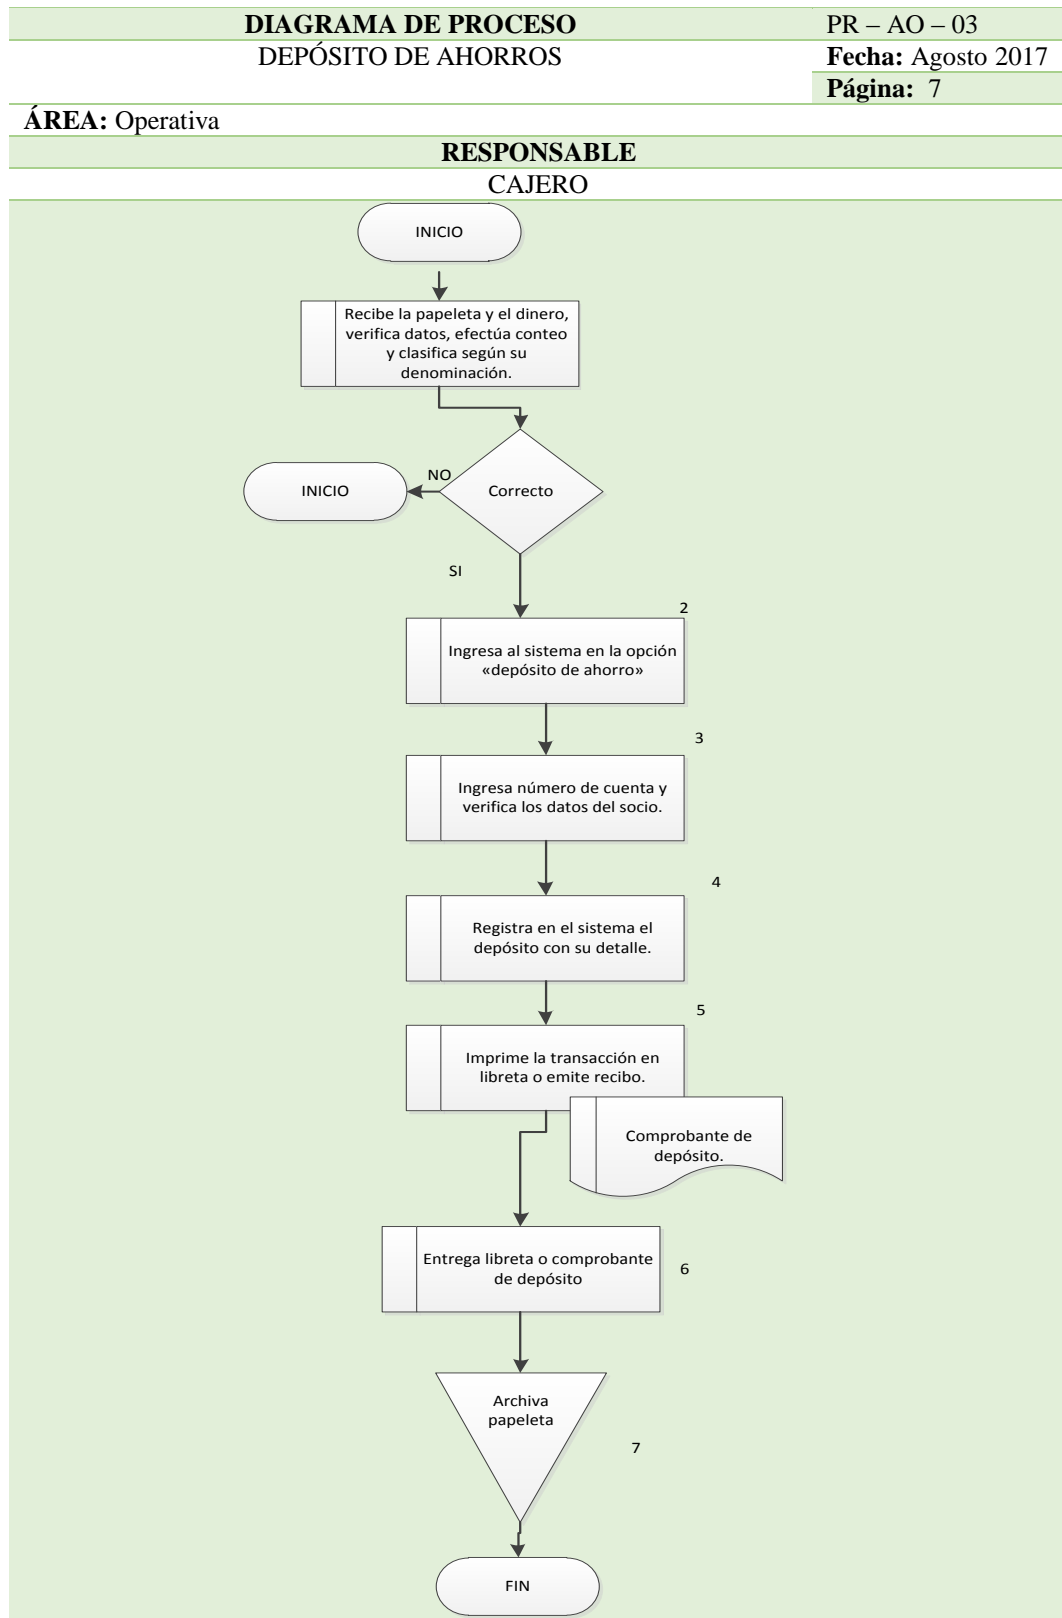 DIAGRAMA DE PROCESO
PR – AO – 03
DEPÓSITO DE AHORROS
Fecha: Agosto 2017
Página: 7
ÁREA: Operativa
RESPONSABLE
CAJERO
INICIO
Recibe la papeleta y el dinero,
verifica datos, efectúa conteo
y clasifica según su
denominación.
NO
INICIO
Correcto
SI
2
Ingresa al sistema en la opción
«depósito de ahorro»
3
Ingresa número de cuenta y
verifica los datos del socio.
4
Registra en el sistema el
depósito con su detalle.
5
Imprime la transacción en
libreta o emite recibo.
Comprobante de
depósito.
Entrega libreta o comprobante
de depósito
6
Archiva
papeleta
7
FIN